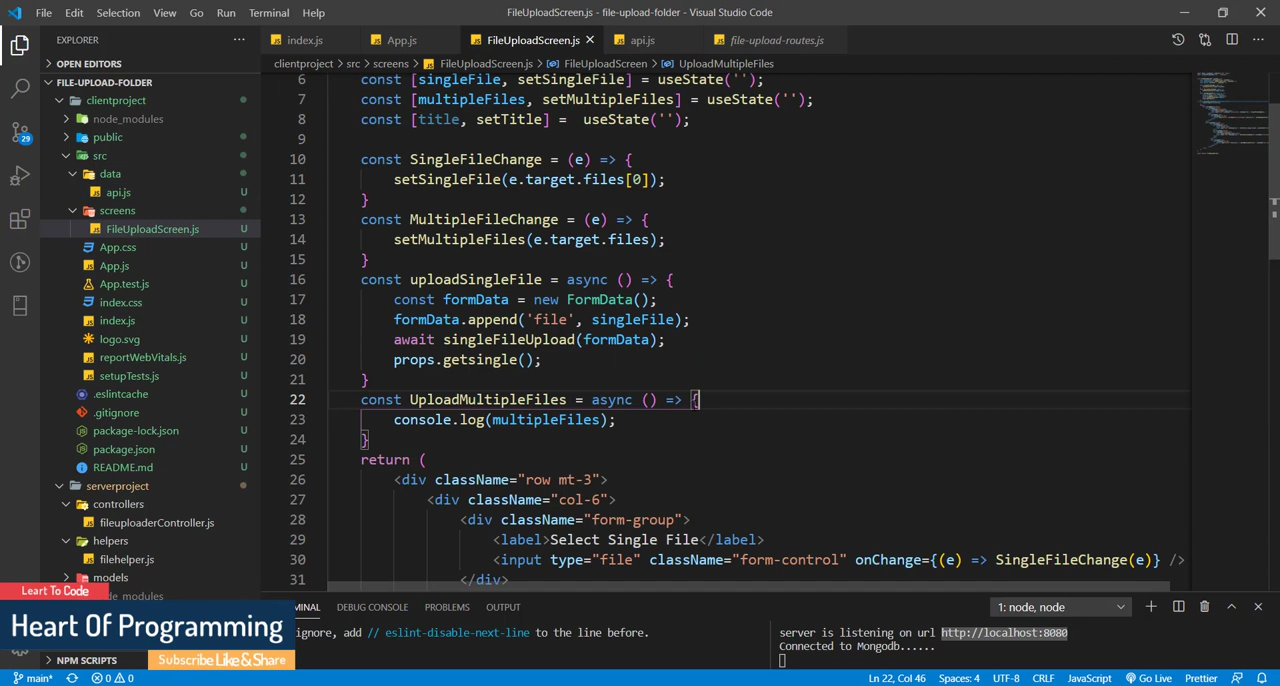 File Edit Selection View Go Run Terminal Help
FileUploadScreen.js - file-upload-folder - Visual Studio Code
EXPLORER
OPEN EDITORS
FILE-UPLOAD-FOLDER
clientproject
node_modules
public
src
data
api.js U
screens
FileUploadScreen.js U
App.css U
App.js U
App.test.js U
index.css U
index.js U
logo.svg U
reportWebVitals.js U
setupTests.js U
.eslintcache U
.gitignore U
package-lock.json U
package.json U
README.md U
serverproject
controllers
fileuploaderController.js U
helpers
filehelper.js U
models
de_modules
NPM SCRIPTS
29
index.js App.js FileUploadScreen.js api.js file-upload-routes.js
clientproject > src > screens > FileUploadScreen.js > FileUploadScreen > UploadMultipleFiles
6 const [singleFile, setSingleFile] = useState('');
7 const [multipleFiles, setMultipleFiles] = useState('');
8 const [title, setTitle] =  useState('');
9
10 const SingleFileChange = (e) => {
11 setSingleFile(e.target.files[0]);
12 }
13 const MultipleFileChange = (e) => {
14 setMultipleFiles(e.target.files);
15 }
16 const uploadSingleFile = async () => {
17 const formData = new FormData();
18 formData.append('file', singleFile);
19 await singleFileUpload(formData);
20 props.getsingle();
21 }
22 const UploadMultipleFiles = async () => {
23 console.log(multipleFiles);
24 }
25 return (
26 <div className="row mt-3">
27 <div className="col-6">
28 <div className="form-group">
29 <label>Select Single File</label>
30 <input type="file" className="form-control" onChange={(e) => SingleFileChange(e)} />
31 </div>
MINAL DEBUG CONSOLE PROBLEMS OUTPUT
1: node, node
ignore, add // eslint-disable-next-line to the line before.
server is listening on url http://localhost:8080
Connected to Mongodb......
Leart To Code
Heart Of Programming
Subscribe Like & Share
main* 0 0
Ln 22, Col 46 Spaces: 4 UTF-8 CRLF JavaScript Go Live Prettier